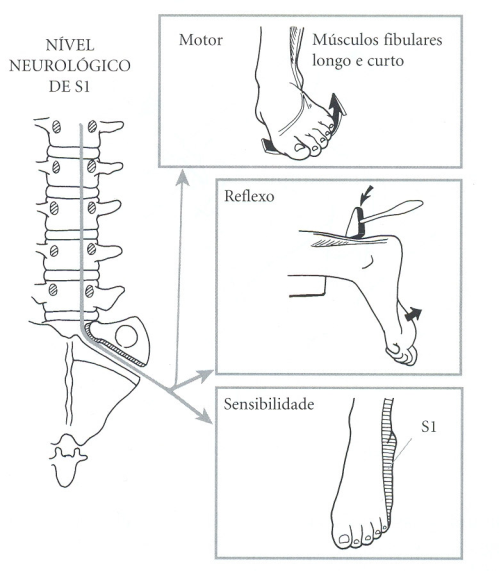 NÍVEL
NEUROLÓGICO
DE S1
Motor
Músculos fibulares
longo e curto
Reflexo
Sensibilidade
S1